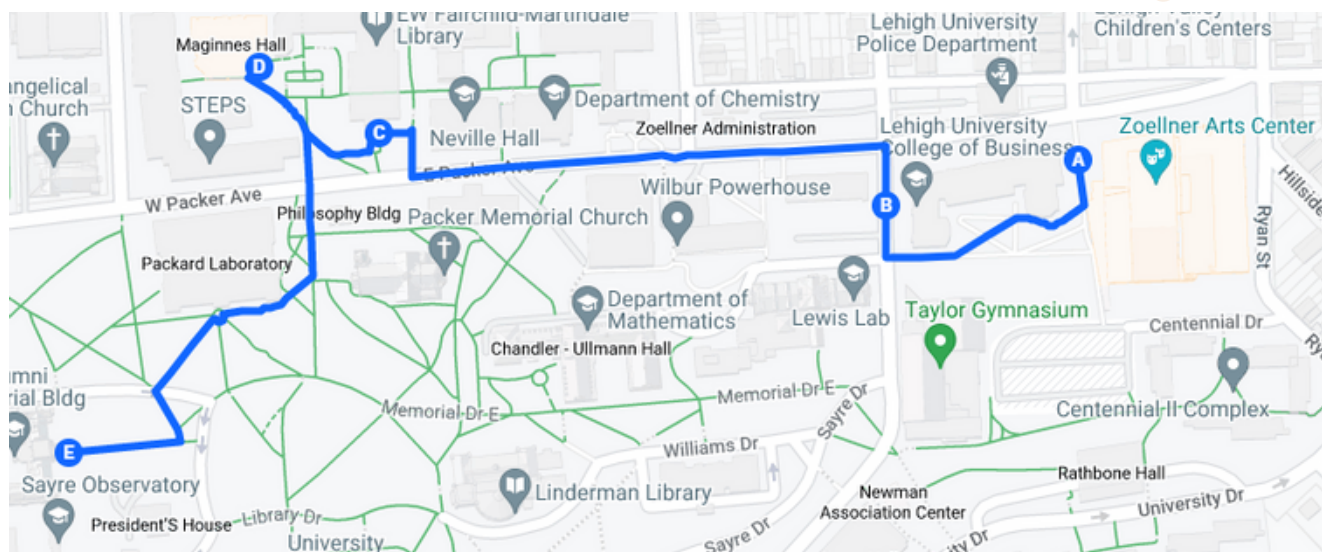 EW Fairchild-Martindale
Library
Lehigh University
Police Department
Children's Centers
Maginnes Hall
D
STEPS
C
Neville Hall
Department of Chemistry
Zoellner Administration
Lehigh University
College of Business
A
Zoellner Arts Center
Church
E Packer Ave
W Packer Ave
Wilbur Powerhouse
B
Philosophy Bldg
Packer Memorial Church
Packard Laboratory
Ryan St
Hillside
Department of
Mathematics
Lewis Lab
Taylor Gymnasium
Centennial Dr
Chandler - Ullmann Hall
Memorial Dr E
Memorial Dr E
Sayre Dr
Centennial II Complex
Bldg
E
Williams Dr
Sayre Observatory
Linderman Library
Rathbone Hall
Newman
Association Center
University Dr
President'S House
Library Dr
University
Sayre Dr